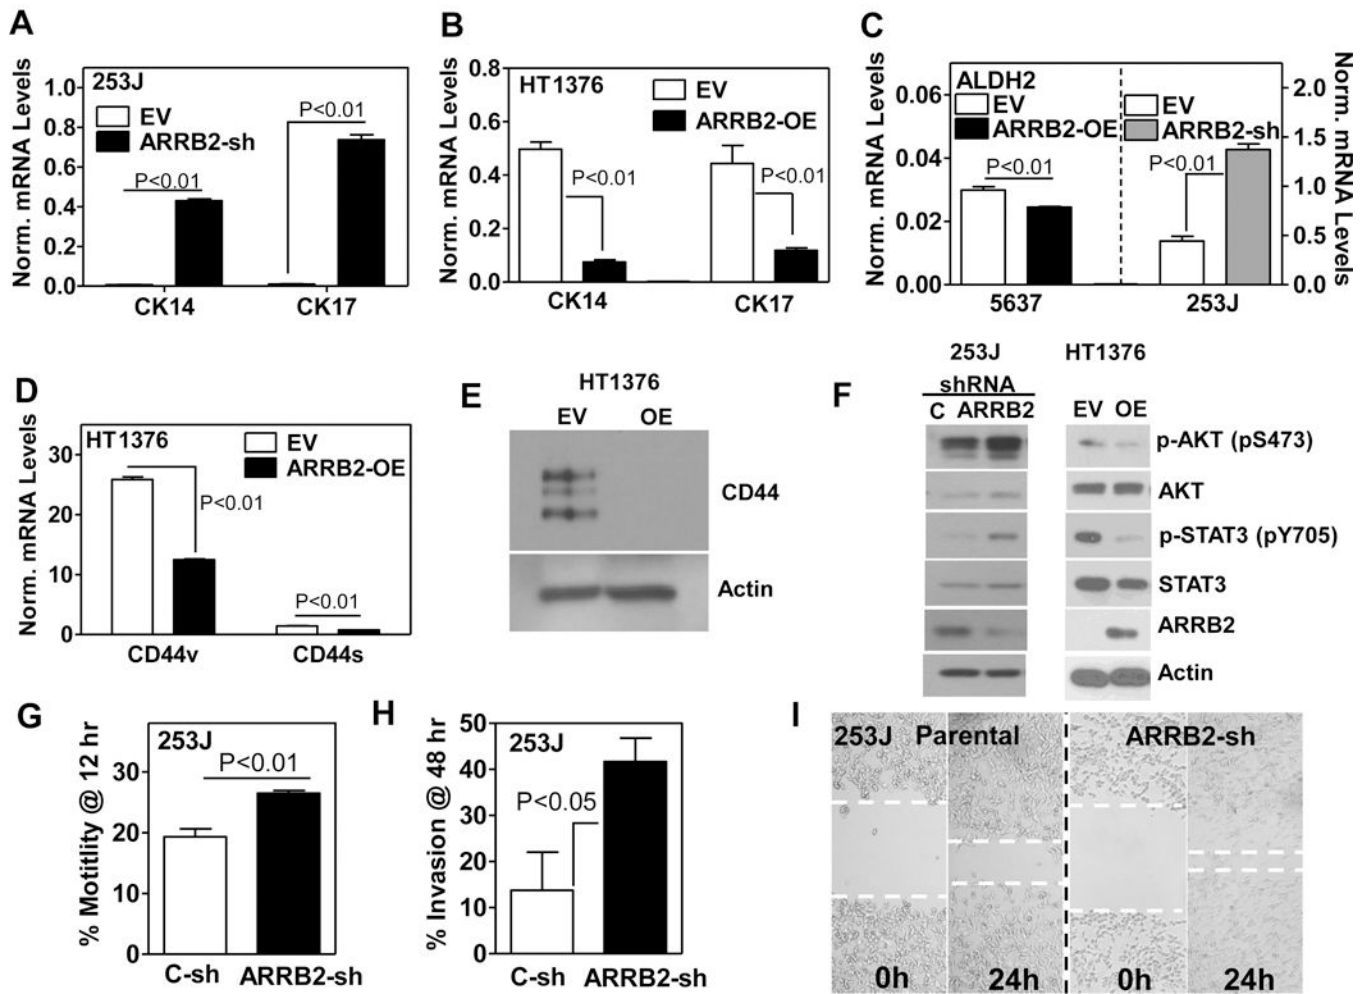 A
Norm. mRNA Levels
1.0
0.8
0.6
0.4
0.2
0.0
253J
EV
ARRB2-sh
P<0.01
P<0.01
CK14
CK17
B
Norm. mRNA Levels
0.8
0.6
0.4
0.2
0.0
HT1376
EV
ARRB2-OE
P<0.01
P<0.01
CK14
CK17
C
Norm. mRNA Levels
0.06
0.04
0.02
0.00
ALDH2
EV
ARRB2-OE
EV
ARRB2-sh
P<0.01
P<0.01
5637
253J
2.0
1.5
1.0
0.5
0.0
Norm. mRNA Levels
D
Norm. mRNA Levels
30
20
10
0
HT1376
EV
ARRB2-OE
P<0.01
P<0.01
CD44v
CD44s
E
HT1376
EV OE
CD44
Actin
F
253J
shRNA
C ARRB2
HT1376
EV OE
p-AKT (pS473)
AKT
p-STAT3 (pY705)
STAT3
ARRB2
Actin
G
% Motitlity @ 12 hr
30
20
10
0
253J
P<0.01
C-sh
ARRB2-sh
H
% Invasion @ 48 hr
50
40
30
20
10
0
253J
P<0.05
C-sh
ARRB2-sh
I
253J Parental
ARRB2-sh
0h
24h
0h
24h